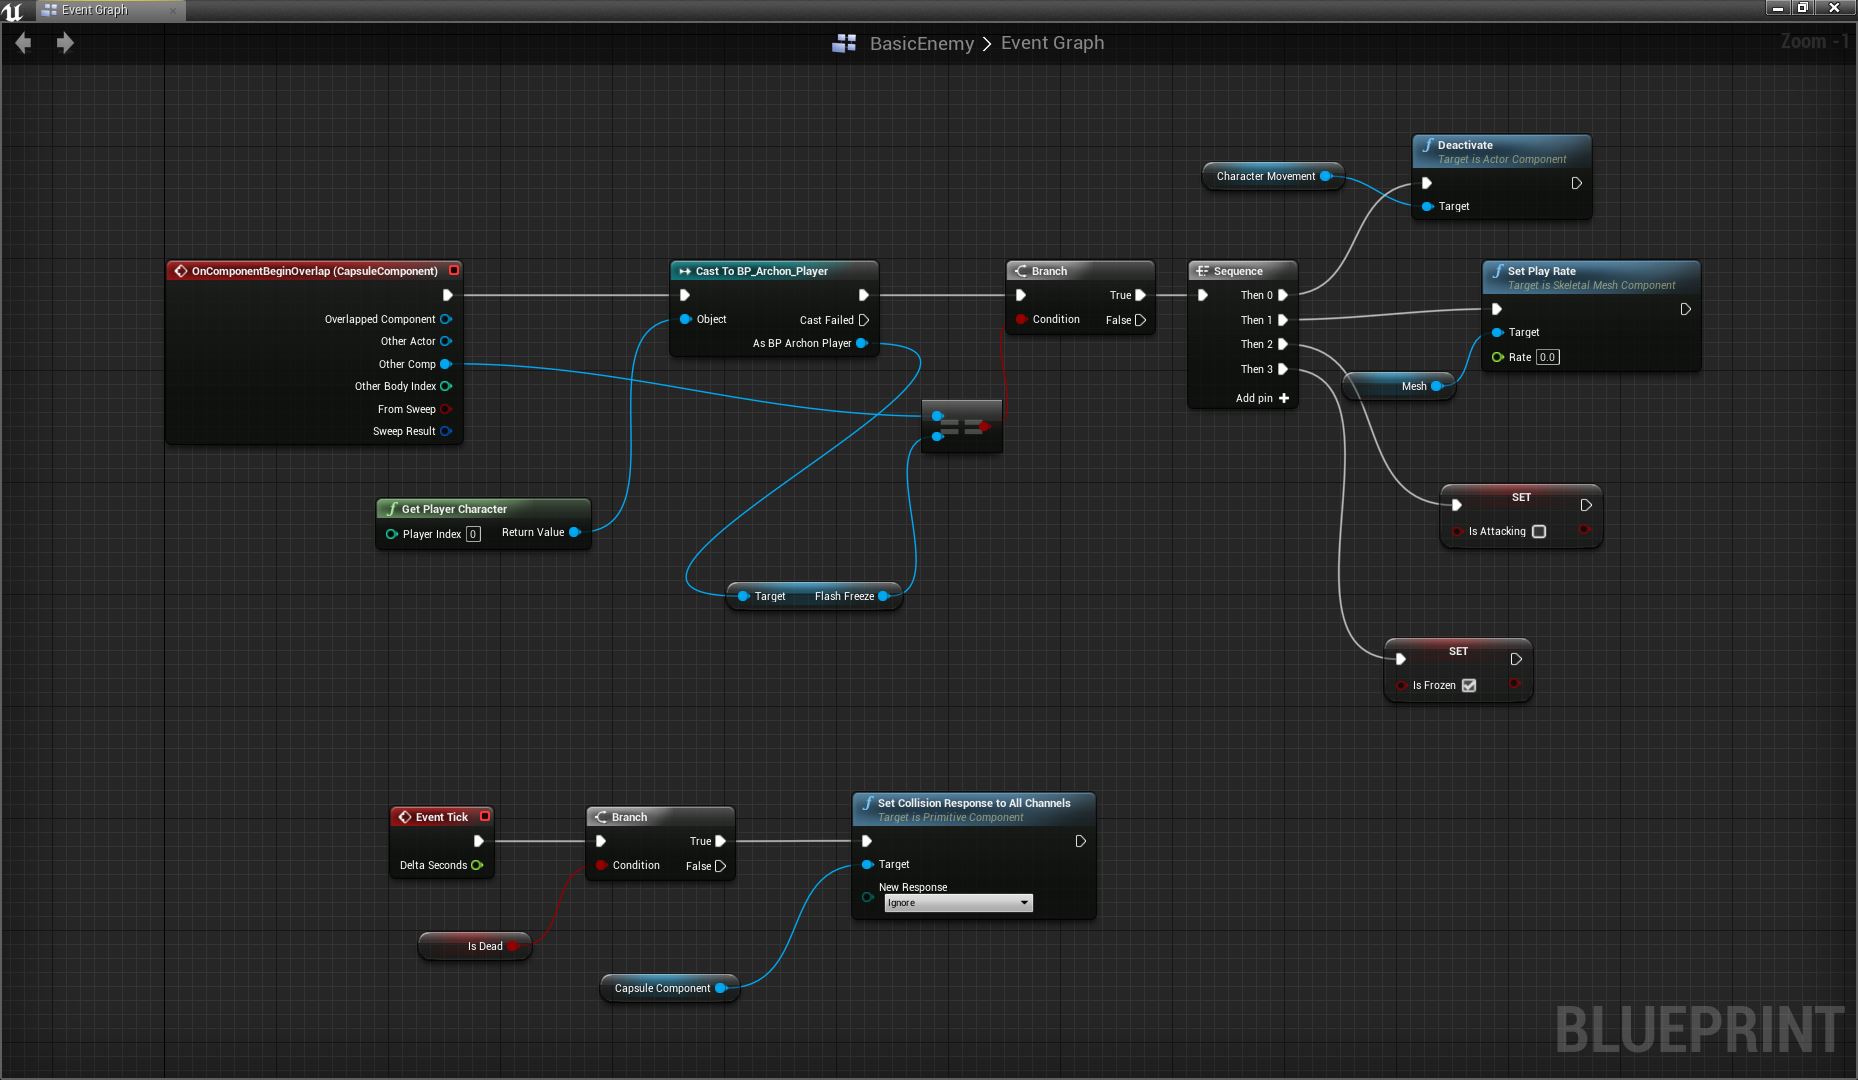 Event Graph
BasicEnemy > Event Graph
Zoom -1
Deactivate
Target is Actor Component
Target
Character Movement
OnComponentBeginOverlap (CapsuleComponent)
Overlapped Component
Other Actor
Other Comp
Other Body Index
From Sweep
Sweep Result
Cast To BP_Archon_Player
Object
Cast Failed
As BP Archon Player
==
Branch
True
Condition
False
Sequence
Then 0
Then 1
Then 2
Then 3
Add pin +
Set Play Rate
Target is Skeletal Mesh Component
Target
Rate 0.0
Mesh
Get Player Character
Player Index 0
Return Value
Target
Flash Freeze
SET
Is Attacking
SET
Is Frozen
Event Tick
Delta Seconds
Branch
True
Condition
False
Set Collision Response to All Channels
Target is Primitive Component
Target
New Response
Ignore
Is Dead
Capsule Component
BLUEPRINT